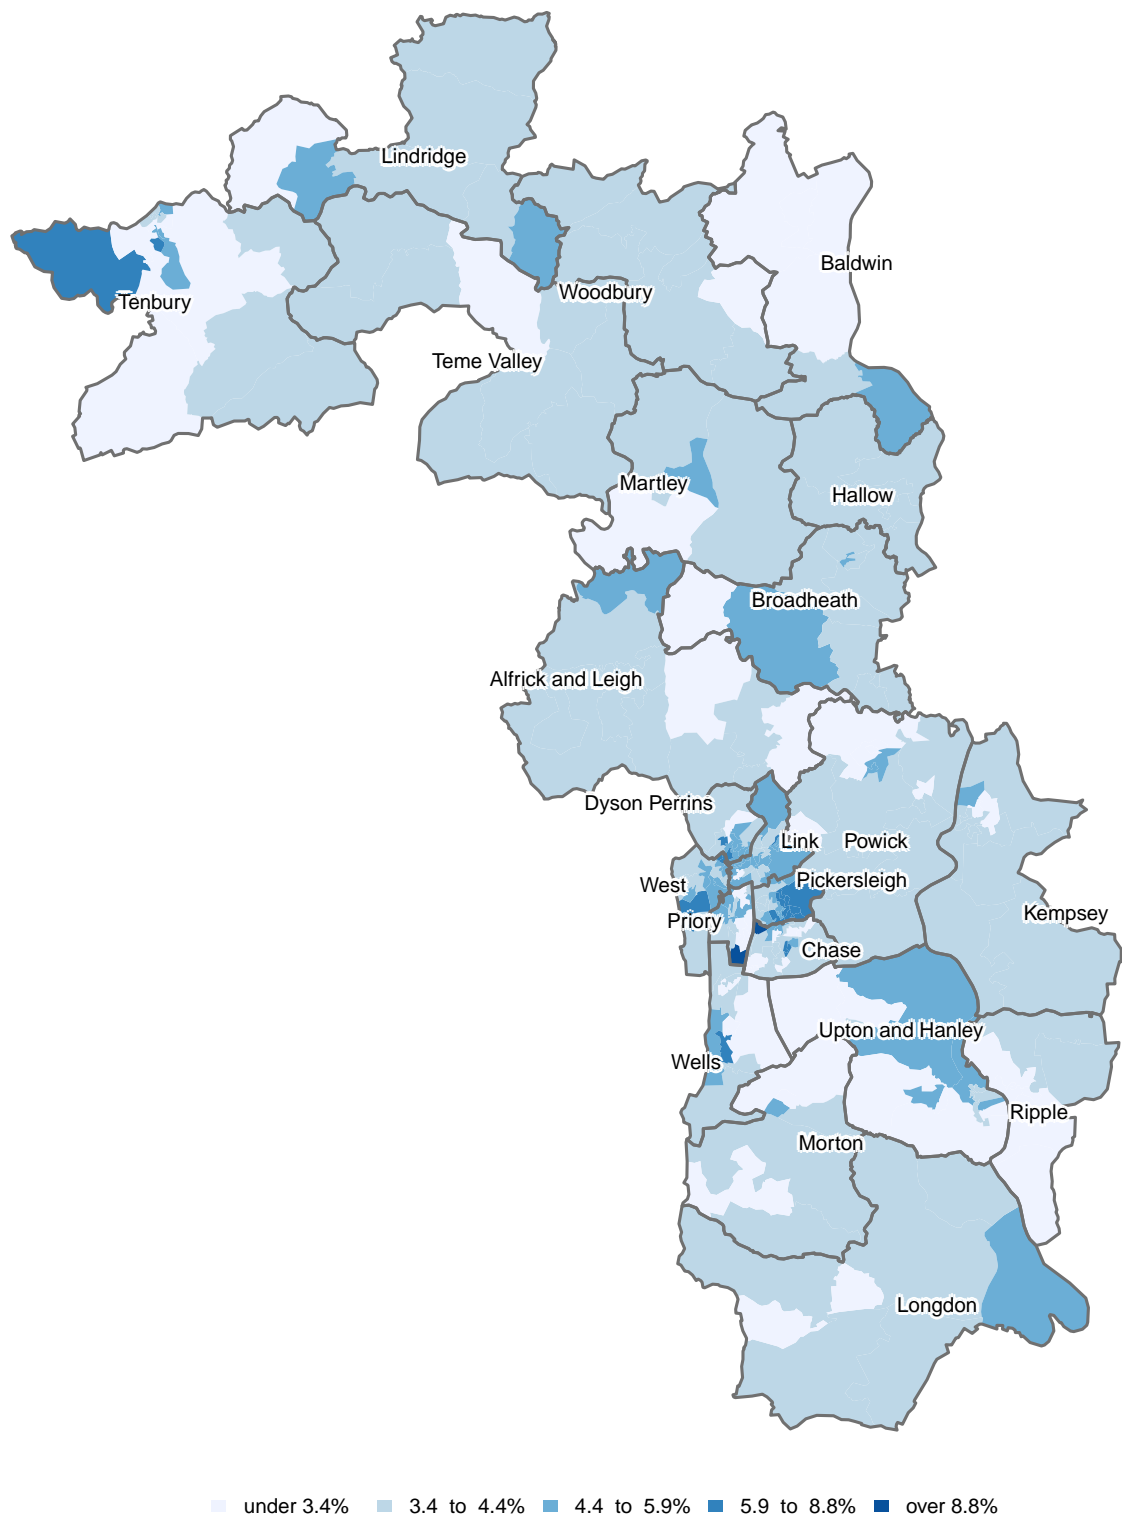 Lindridge
Baldwin
Woodbury
Tenbury
Teme Valley
Martley
Hallow
Broadheath
Alfrick and Leigh
Dyson Perrins
Link
Powick
Pickersleigh
West
Kempsey
Priory
Chase
Upton and Hanley
Wells
Ripple
Morton
Longdon
under 3.4% 3.4 to 4.4% 4.4 to 5.9% 5.9 to 8.8% over 8.8%